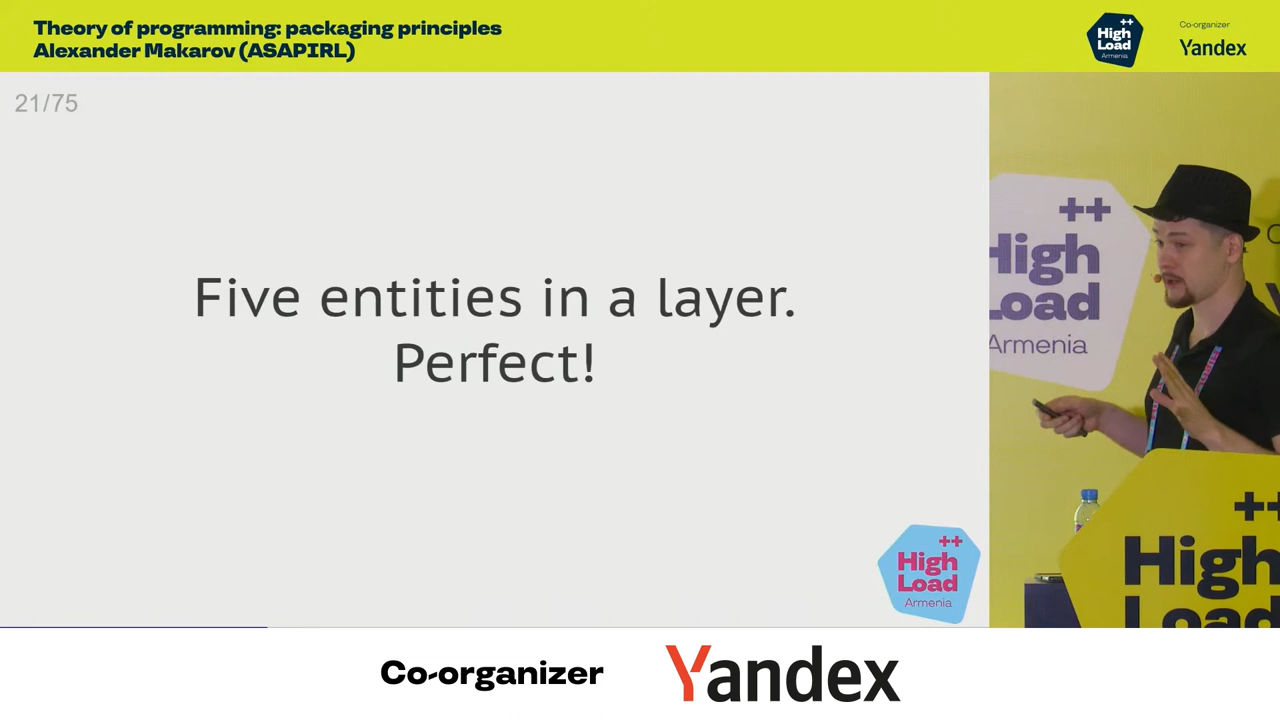 Theory of programming: packaging principles
Alexander Makarov (ASAPIRL)
++
High
Load
Armenia
Co-organizer
Yandex
21/75
Five entities in a layer.
Perfect!
++
High
Load
Armenia
++
High
Load
Armenia
++
High
Load
Co-organizer
Yandex